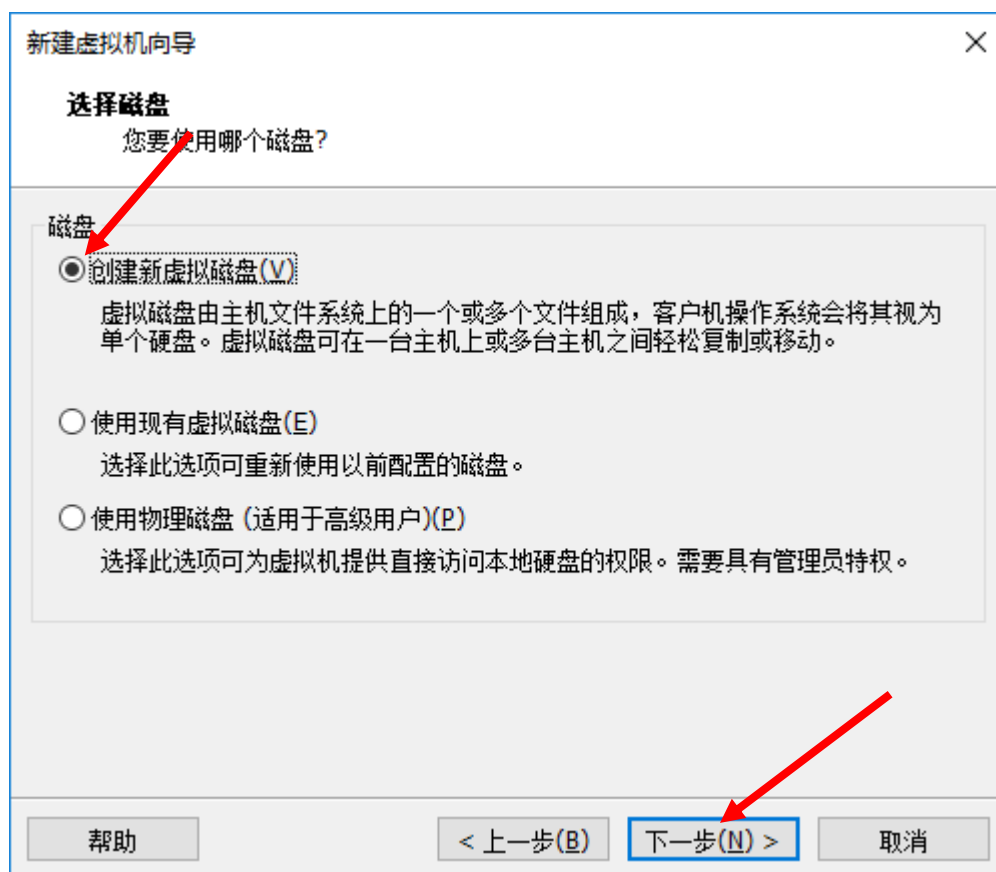 新建虚拟机向导
选择磁盘
您要使用哪个磁盘?
磁盘
创建新虚拟磁盘(V)
虚拟磁盘由主机文件系统上的一个或多个文件组成，客户机操作系统会将其视为
单个硬盘。虚拟磁盘可在一台主机上或多台主机之间轻松复制或移动。
使用现有虚拟磁盘(E)
选择此选项可重新使用以前配置的磁盘。
使用物理磁盘 (适用于高级用户)(P)
选择此选项可为虚拟机提供直接访问本地硬盘的权限。需要具有管理员特权。
帮助
< 上一步(B)
下一步(N) >
取消